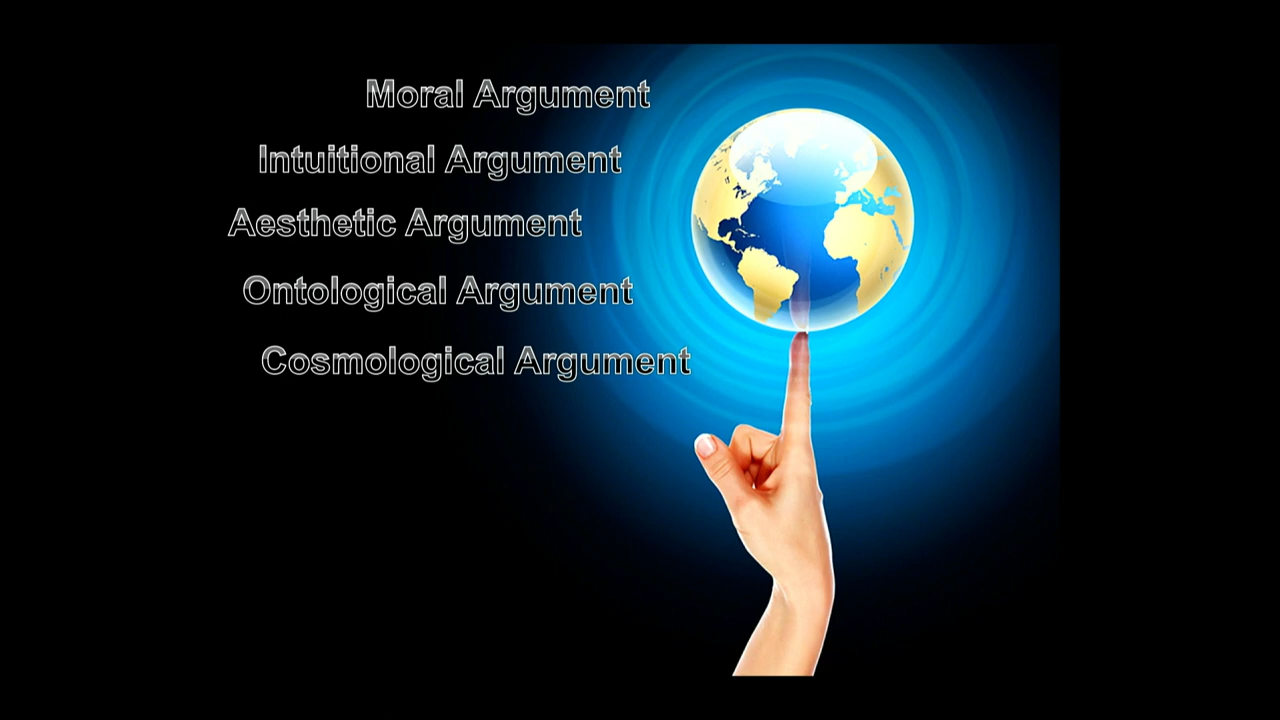 Moral Argument
Intuitional Argument
Aesthetic Argument
Ontological Argument
Cosmological Argument